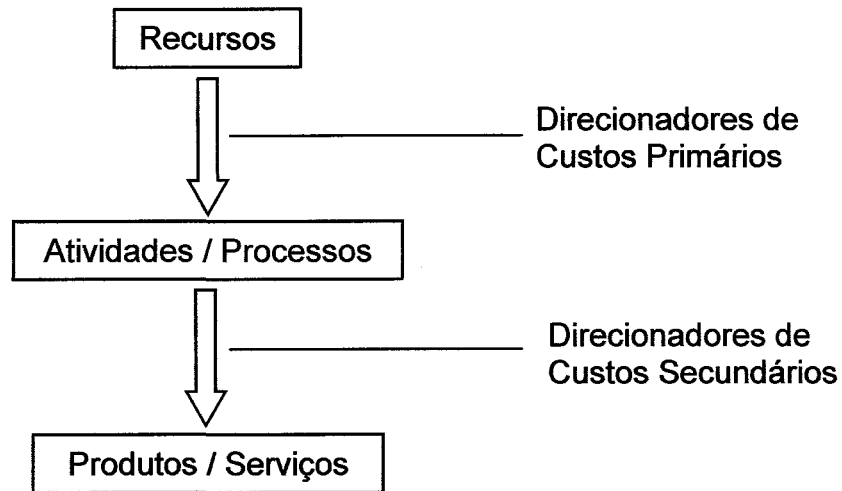 Recursos
Direcionadores de
Custos Primários
Atividades / Processos
Direcionadores de
Custos Secundários
Produtos / Serviços